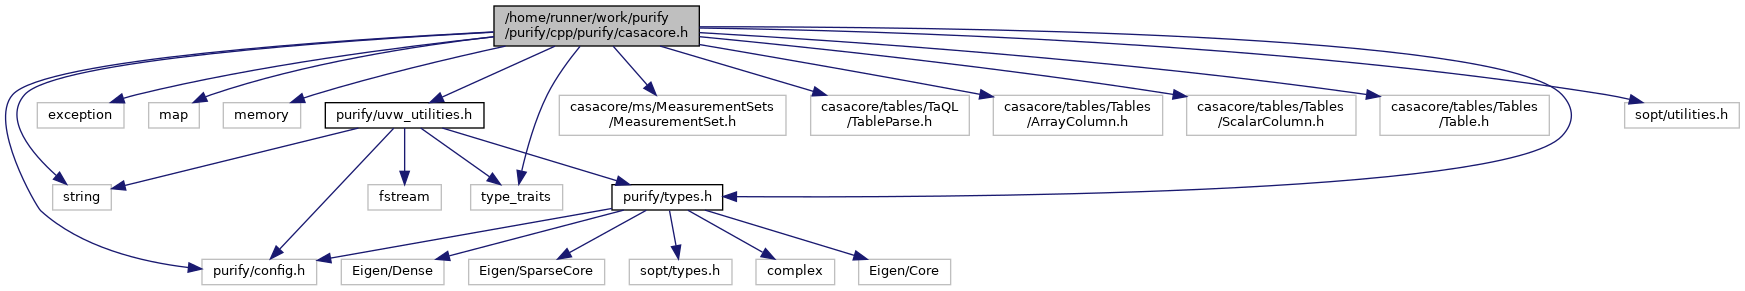 /home/runner/work/purify
/purify/cpp/purify/casacore.h
exception
map
memory
purify/uvw_utilities.h
casacore/ms/MeasurementSets
/MeasurementSet.h
casacore/tables/TaQL
/TableParse.h
casacore/tables/Tables
/ArrayColumn.h
casacore/tables/Tables
/ScalarColumn.h
casacore/tables/Tables
/Table.h
sopt/utilities.h
string
fstream
type_traits
purify/types.h
purify/config.h
Eigen/Dense
Eigen/SparseCore
sopt/types.h
complex
Eigen/Core